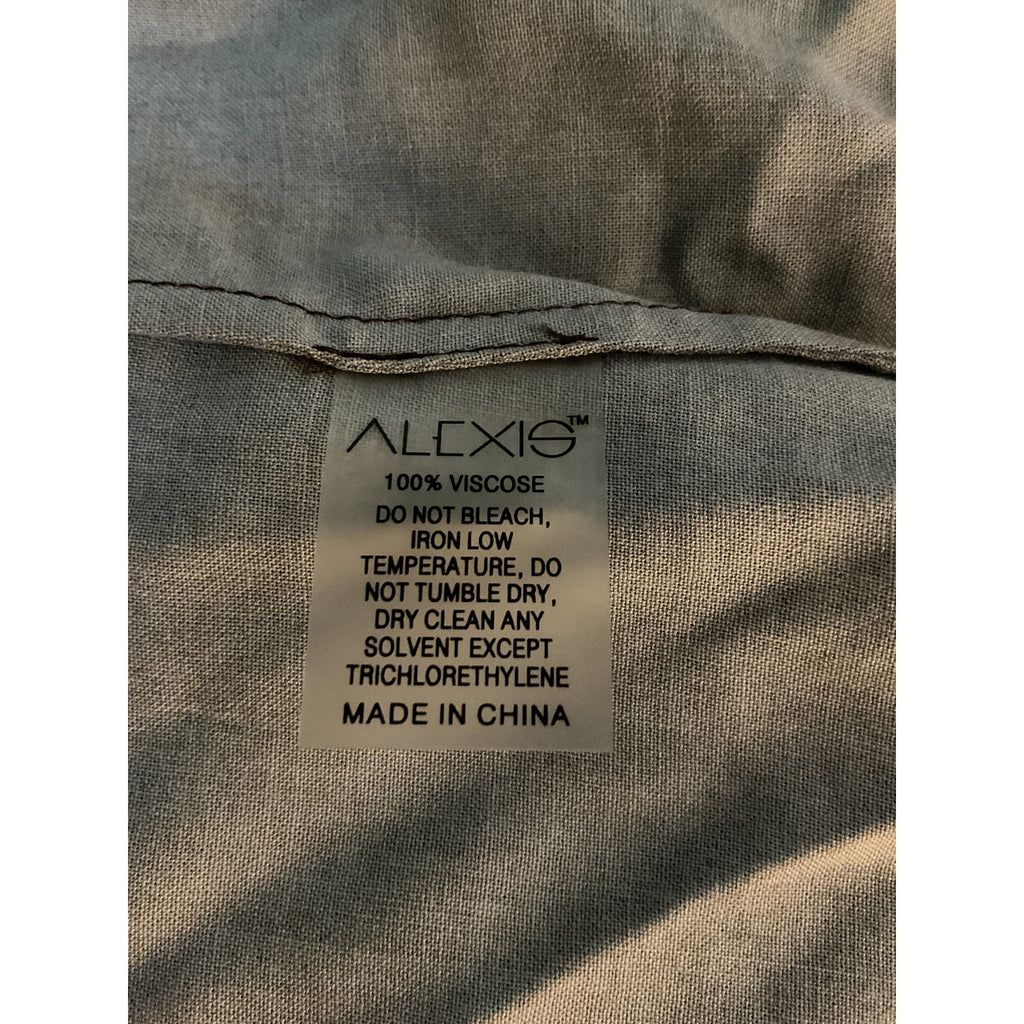 ALEXIS™
100% VISCOSE
DO NOT BLEACH,
IRON LOW
TEMPERATURE, DO
NOT TUMBLE DRY,
DRY CLEAN ANY
SOLVENT EXCEPT
TRICHLORETHYLENE
MADE IN CHINA